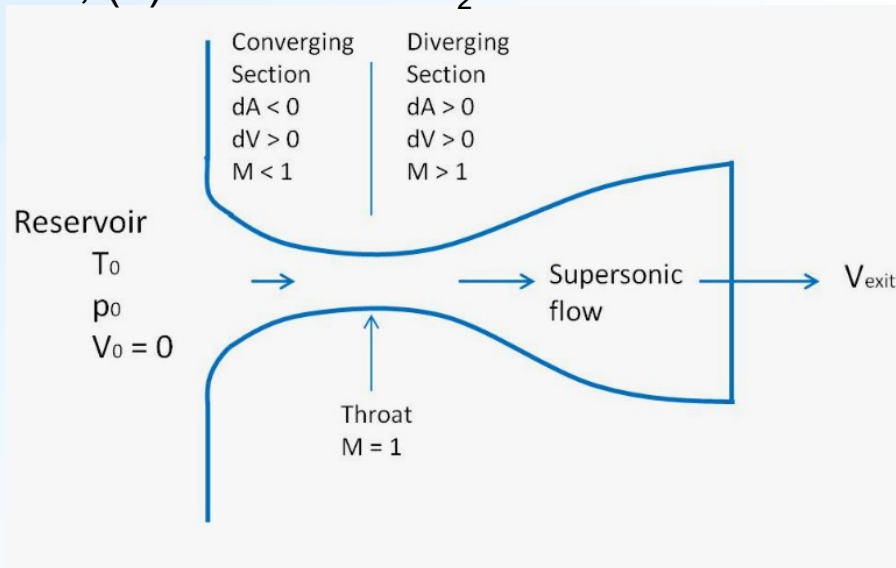 2
Converging
Section
dA < 0
dV > 0
M < 1
Diverging
Section
dA > 0
dV > 0
M > 1
Reservoir
T₀
p₀
V₀ = 0
Supersonic
flow
Vexit
Throat
M = 1